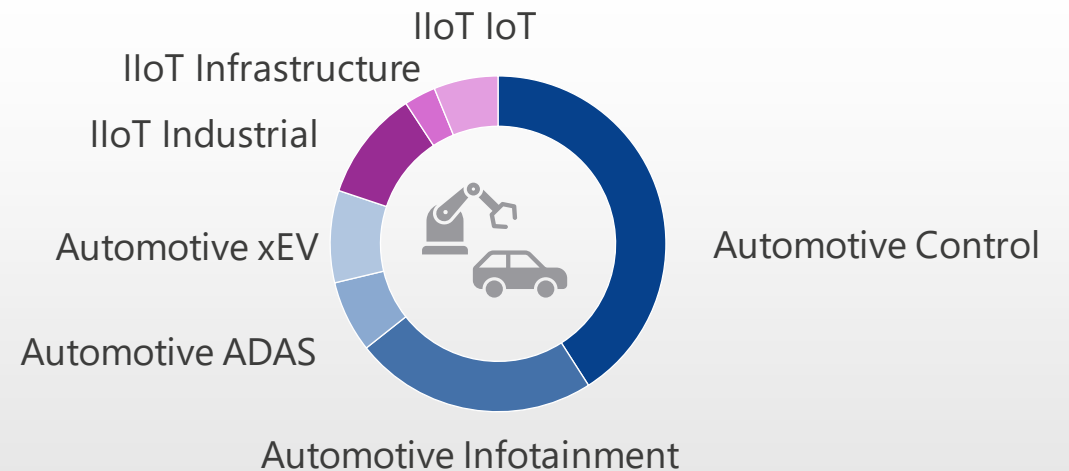 IIoT IoT
IIoT Infrastructure
IIoT Industrial
Automotive xEV
Automotive Control
Automotive ADAS
Automotive Infotainment